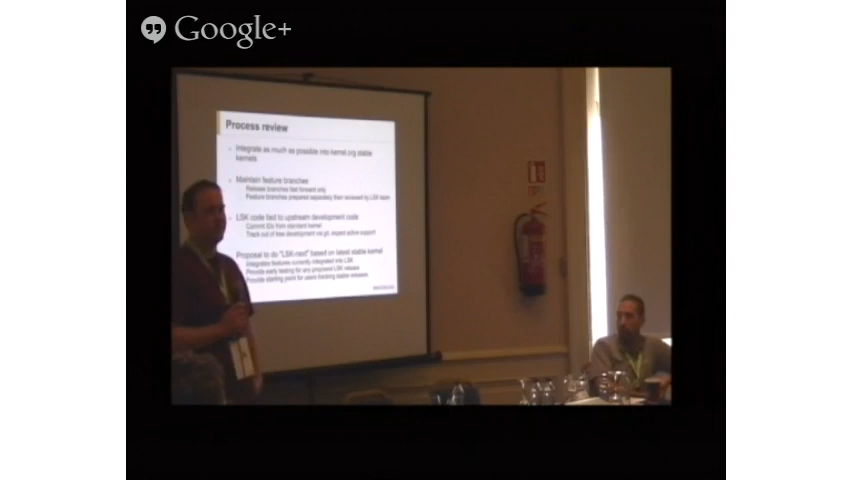 Google+
Process review
Integrate as much as possible into kernel.org stable
kernels
Maintain feature branches
Release branches fast forward only
Feature branches prepared separately then reviewed by LSK team
LSK code tied to upstream development code
Commit IDs from standard kernel
Track out of tree development via git, expect active support
Proposal to do "LSK-next" based on latest stable kernel
Integrates features currently integrated into LSK
Provide early testing for any proposed LSK release
Provide starting point for users tracking stable releases